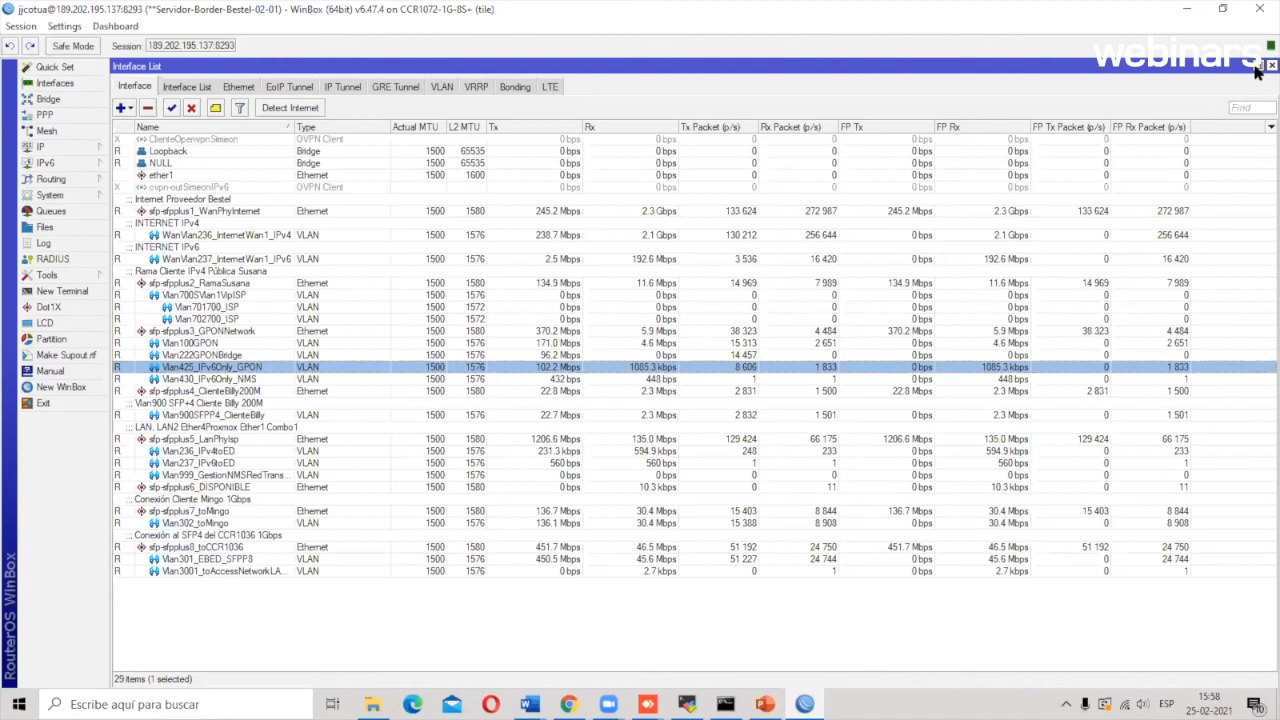 jjcotua@189.202.195.137:8293 (**Servidor-Border-Bestel-02-01) - WinBox (64bit) v6.47.4 on CCR1072-1G-8S+ (tile)
Session Settings Dashboard
Safe Mode Session: 189.202.195.137:8293
webinars
Quick Set
Interfaces
Bridge
PPP
Mesh
IP
IPv6
Routing
System
Queues
Files
Log
RADIUS
Tools
New Terminal
Dot1X
LCD
Partition
Make Supout.rif
Manual
New WinBox
Exit
RouterOS WinBox
Interface List
Interface Interface List Ethernet EoIP Tunnel IP Tunnel GRE Tunnel VLAN VRRP Bonding LTE
Detect Internet Find
Name Type Actual MTU L2 MTU Tx Rx Tx Packet (p/s) Rx Packet (p/s) FP Tx FP Rx FP Tx Packet (p/s) FP Rx Packet (p/s)
X ClienteOpenvpnSimeon OVPN Client 0 bps 0 bps 0 0 0 bps 0 bps 0 0
R Loopback Bridge 1500 65535 0 bps 0 bps 0 0 0 bps 0 bps 0 0
R NULL Bridge 1500 65535 0 bps 0 bps 0 0 0 bps 0 bps 0 0
ether1 Ethernet 1500 1600 0 bps 0 bps 0 0 0 bps 0 bps 0 0
X ovpn-outSimeonIPv6 OVPN Client 0 bps 0 bps 0 0 0 bps 0 bps 0 0
;;; Internet Proveedor Bestel
R sfp-sfpplus1_WanPhyInternet Ethernet 1500 1580 245.2 Mbps 2.3 Gbps 133 624 272 987 245.2 Mbps 2.3 Gbps 133 624 272 987
;;; INTERNET IPv4
R WanVlan236_InternetWan1_IPv4 VLAN 1500 1576 238.7 Mbps 2.1 Gbps 130 212 256 644 0 bps 2.1 Gbps 0 256 644
;;; INTERNET IPv6
R WanVlan237_InternetWan1_IPv6 VLAN 1500 1576 2.5 Mbps 192.6 Mbps 3 536 16 420 0 bps 192.6 Mbps 0 16 420
;;; Rama Cliente IPv4 Pública Susana
R sfp-sfpplus2_RamaSusana Ethernet 1500 1580 134.9 Mbps 11.6 Mbps 14 969 7 989 134.9 Mbps 11.6 Mbps 14 969 7 989
R Vlan700SVlan1VipISP VLAN 1500 1576 0 bps 0 bps 0 0 0 bps 0 bps 0 0
R Vlan701700_ISP VLAN 1500 1572 0 bps 0 bps 0 0 0 bps 0 bps 0 0
R Vlan702700_ISP VLAN 1500 1572 0 bps 0 bps 0 0 0 bps 0 bps 0 0
R sfp-sfpplus3_GPONNetwork Ethernet 1500 1580 370.2 Mbps 5.9 Mbps 38 323 4 484 370.2 Mbps 5.9 Mbps 38 323 4 484
R Vlan100GPON VLAN 1500 1576 171.0 Mbps 4.6 Mbps 15 313 2 651 0 bps 4.6 Mbps 0 2 651
R Vlan222GPONBridge VLAN 1500 1576 96.2 Mbps 0 bps 14 457 0 0 bps 0 bps 0 0
R Vlan425_IPv6Only_GPON VLAN 1500 1576 102.2 Mbps 1085.3 kbps 8 606 1 833 0 bps 1085.3 kbps 0 1 833
R Vlan430_IPv6Only_NMS VLAN 1500 1576 432 bps 448 bps 1 1 0 bps 448 bps 0 1
R sfp-sfpplus4_ClienteBilly200M Ethernet 1500 1580 22.8 Mbps 2.3 Mbps 2 831 1 500 22.8 Mbps 2.3 Mbps 2 831 1 500
;;; Vlan900 SFP+4 Cliente Billy 200M
R Vlan900SFPP4_ClienteBilly VLAN 1500 1576 22.7 Mbps 2.3 Mbps 2 832 1 501 0 bps 2.3 Mbps 0 1 501
;;; LAN, LAN2 Ether4Proxmox Ether1 Combo1
R sfp-sfpplus5_LanPhyIsp Ethernet 1500 1580 1206.6 Mbps 135.0 Mbps 129 424 66 175 1206.6 Mbps 135.0 Mbps 129 424 66 175
R Vlan236_IPv4toED VLAN 1500 1576 231.3 kbps 594.9 kbps 248 233 0 bps 594.9 kbps 0 233
R Vlan237_IPv6toED VLAN 1500 1576 560 bps 560 bps 1 1 0 bps 560 bps 0 1
R Vlan999_GestionNMSRedTrans... VLAN 1500 1576 0 bps 0 bps 0 0 0 bps 0 bps 0 0
R sfp-sfpplus6_DISPONIBLE Ethernet 1500 1580 0 bps 10.3 kbps 0 11 0 bps 10.3 kbps 0 11
;;; Conexión Cliente Mingo 1Gbps
R sfp-sfpplus7_toMingo Ethernet 1500 1580 136.7 Mbps 30.4 Mbps 15 403 8 844 136.7 Mbps 30.4 Mbps 15 403 8 844
R Vlan302_toMingo VLAN 1500 1576 136.1 Mbps 30.4 Mbps 15 388 8 908 0 bps 30.4 Mbps 0 8 908
;;; Conexión al SFP4 del CCR1036 1Gbps
R sfp-sfpplus8_toCCR1036 Ethernet 1500 1580 451.7 Mbps 46.5 Mbps 51 192 24 750 451.7 Mbps 46.5 Mbps 51 192 24 750
R Vlan301_EBED_SFPP8 VLAN 1500 1576 450.5 Mbps 45.6 Mbps 51 227 24 744 0 bps 45.6 Mbps 0 24 744
R Vlan3001_toAccessNetworkLA... VLAN 1500 1576 0 bps 2.7 kbps 0 1 0 bps 2.7 kbps 0 1
29 items (1 selected)
Escribe aquí para buscar
ESP
15:58
25-02-2021